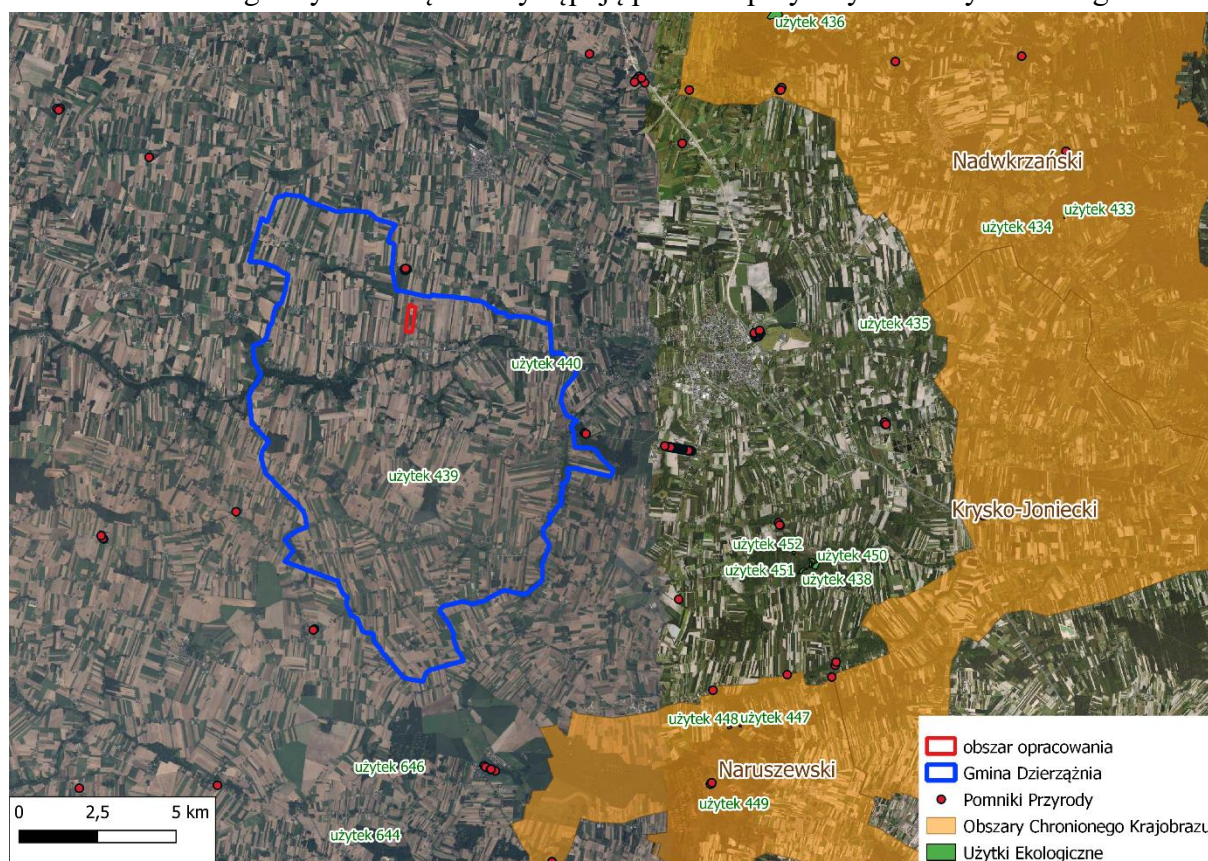 użytek 436
Nadwkrzański
użytek 433
użytek 434
użytek 435
użytek 440
użytek 439
Krysko-Joniecki
użytek 452
użytek 450
użytek 451
użytek 438
użytek 448 użytek 447
Naruszewski
użytek 646
użytek 449
użytek 644
0 2,5 5 km
obszar opracowania
Gmina Dzierzążnia
Pomniki Przyrody
Obszary Chronionego Krajobrazu
Użytki Ekologiczne